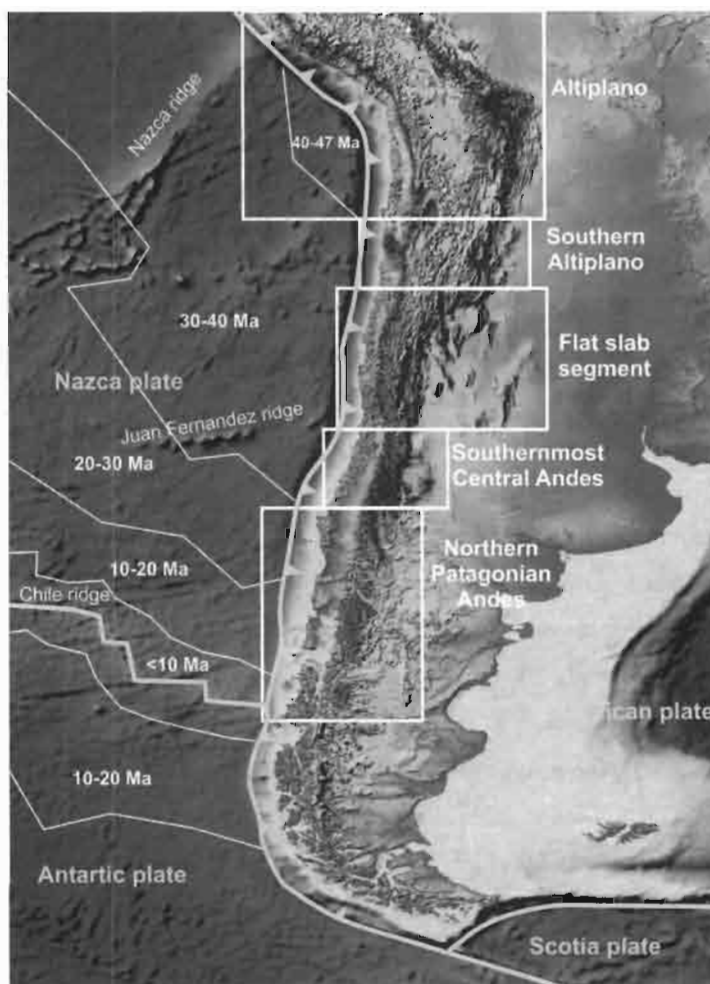 Altiplano
Nazca ridge
40-47 Ma
Southern
Altiplano
30-40 Ma
Flat slab
segment
Nazca plate
Juan Fernandez ridge
20-30 Ma
Southernmost
Central Andes
Northern
Patagonian
Andes
10-20 Ma
Chile ridge
<10 Ma
ican plate
10-20 Ma
Antartic plate
Scotia plate